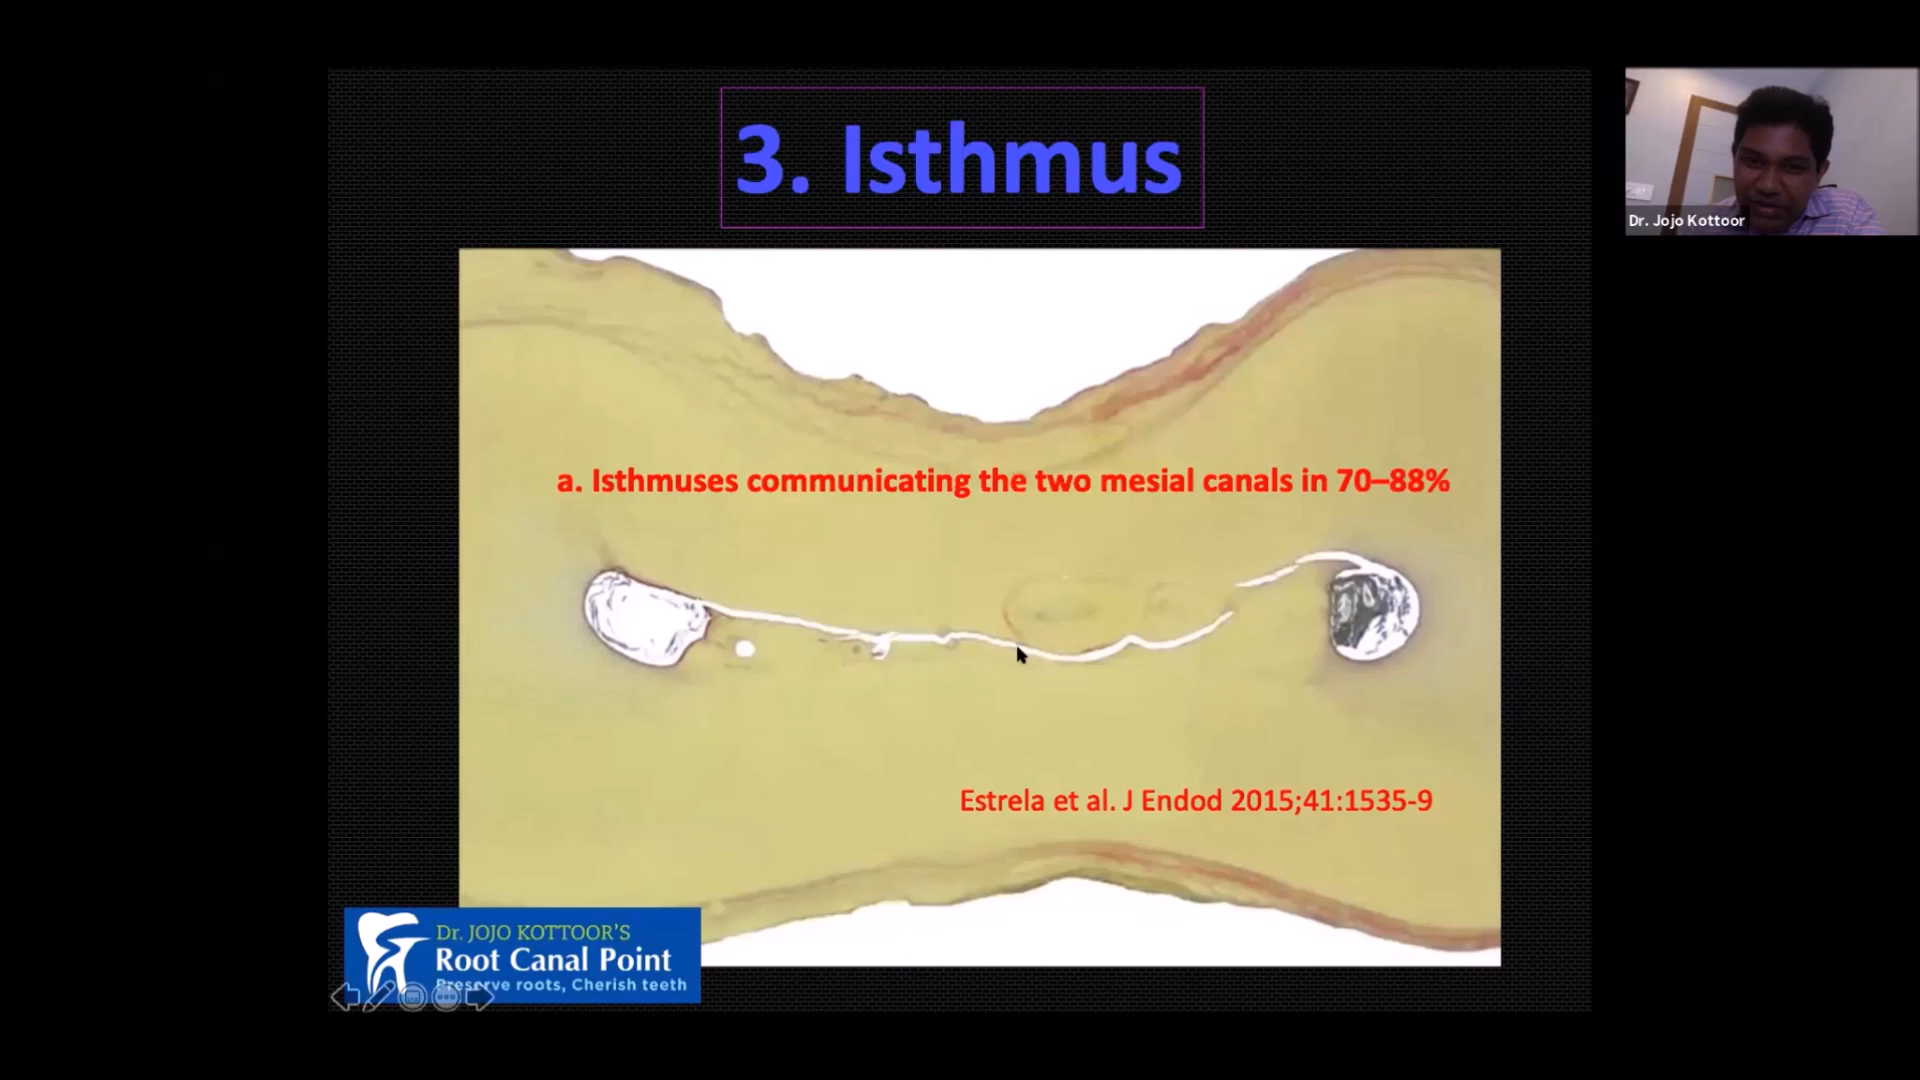 3. Isthmus
Dr. Jojo Kottoor
a. Isthmuses communicating the two mesial canals in 70–88%
Estrela et al. J Endod 2015;41:1535-9
Dr. JOJO KOTTOOR'S
Root Canal Point
Preserve roots, Cherish teeth